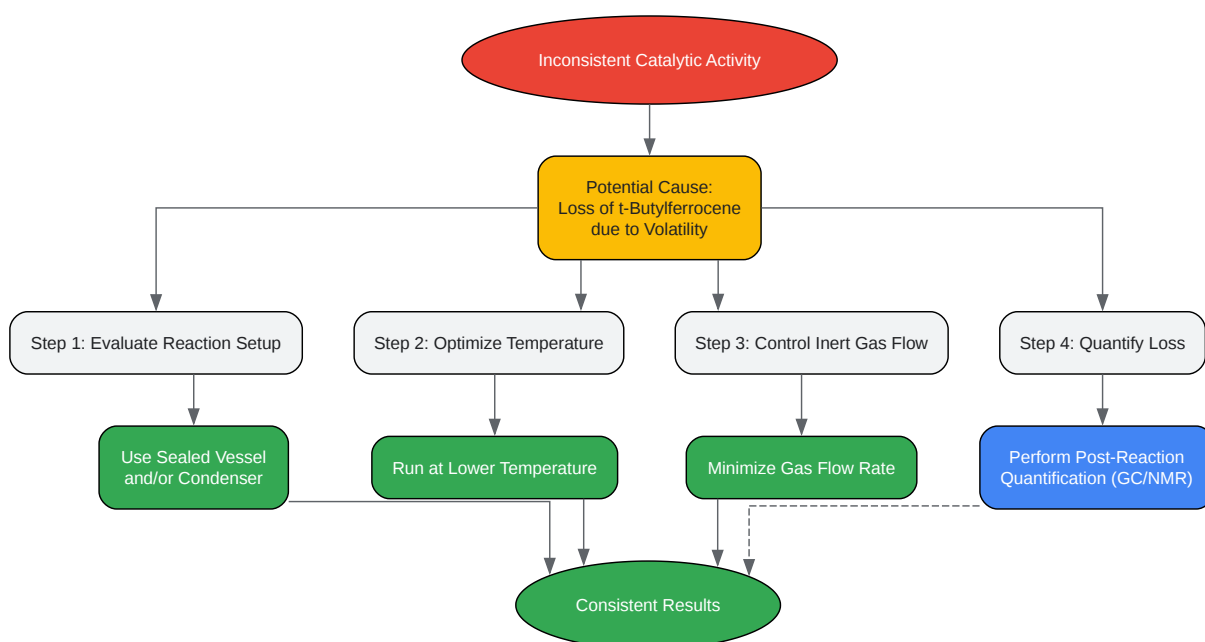 Inconsistent Catalytic Activity
Potential Cause:
Loss of t-Butylferrocene
due to Volatility
Step 1: Evaluate Reaction Setup
Step 2: Optimize Temperature
Step 3: Control Inert Gas Flow
Step 4: Quantify Loss
Use Sealed Vessel
and/or Condenser
Run at Lower Temperature
Minimize Gas Flow Rate
Perform Post-Reaction
Quantification (GC/NMR)
Consistent Results